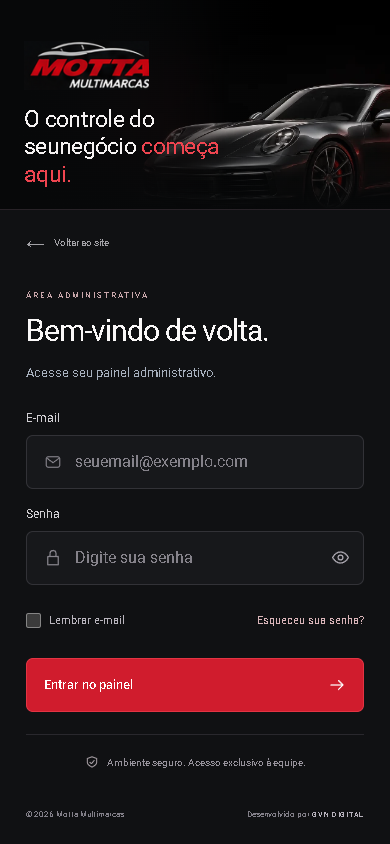 MOTTA
MULTIMARCAS
O controle do
seunegócio começa
aqui.
Voltar ao site
ÁREA ADMINISTRATIVA
Bem-vindo de volta.
Acesse seu painel administrativo.
E-mail
seuemail@exemplo.com
Senha
Digite sua senha
Lembrar e-mail
Esqueceu sua senha?
Entrar no painel
Ambiente seguro. Acesso exclusivo à equipe.
© 2026 Motta Multimarcas
Desenvolvido por GVN DIGITAL